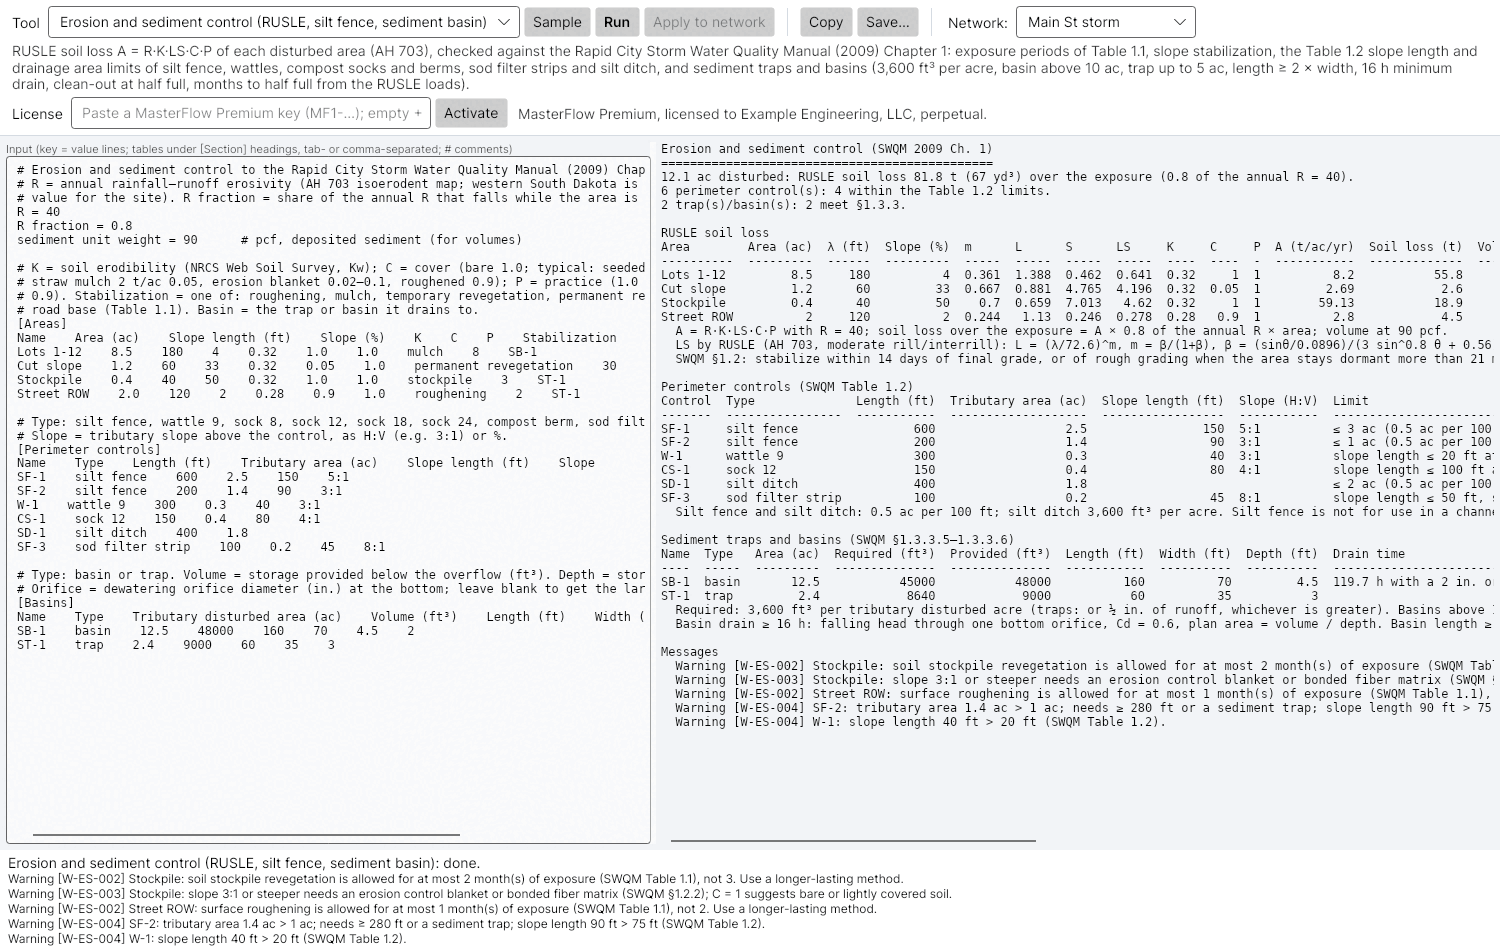 Tool Erosion and sediment control (RUSLE, silt fence, sediment basin) Sample Run Apply to network Copy Save... Network: Main St storm
RUSLE soil loss A = R·K·LS·C·P of each disturbed area (AH 703), checked against the Rapid City Storm Water Quality Manual (2009) Chapter 1: exposure periods of Table 1.1, slope stabilization, the Table 1.2 slope length and
drainage area limits of silt fence, wattles, compost socks and berms, sod filter strips and silt ditch, and sediment traps and basins (3,600 ft³ per acre, basin above 10 ac, trap up to 5 ac, length ≥ 2 × width, 16 h minimum
drain, clean-out at half full, months to half full from the RUSLE loads).
License Paste a MasterFlow Premium key (MF1-...); empty + Activate MasterFlow Premium, licensed to Example Engineering, LLC, perpetual.
Input (key = value lines; tables under [Section] headings, tab- or comma-separated; # comments)
# Erosion and sediment control to the Rapid City Storm Water Quality Manual (2009) Chap
# R = annual rainfall–runoff erosivity (AH 703 isoerodent map; western South Dakota is
# value for the site). R fraction = share of the annual R that falls while the area is
R = 40
R fraction = 0.8
sediment unit weight = 90 # pcf, deposited sediment (for volumes)
# K = soil erodibility (NRCS Web Soil Survey, Kw); C = cover (bare 1.0; typical: seeded
# straw mulch 2 t/ac 0.05, erosion blanket 0.02–0.1, roughened 0.9); P = practice (1.0
# 0.9). Stabilization = one of: roughening, mulch, temporary revegetation, permanent re
# road base (Table 1.1). Basin = the trap or basin it drains to.
[Areas]
Name Area (ac) Slope length (ft) Slope (%) K C P Stabilization
Lots 1-12 8.5 180 4 0.32 1.0 1.0 mulch 8 SB-1
Cut slope 1.2 60 33 0.32 0.05 1.0 permanent revegetation 30
Stockpile 0.4 40 50 0.32 1.0 1.0 stockpile 3 ST-1
Street ROW 2.0 120 2 0.28 0.9 1.0 roughening 2 ST-1
# Type: silt fence, wattle 9, sock 8, sock 12, sock 18, sock 24, compost berm, sod filt
# Slope = tributary slope above the control, as H:V (e.g. 3:1) or %.
[Perimeter controls]
Name Type Length (ft) Tributary area (ac) Slope length (ft) Slope
SF-1 silt fence 600 2.5 150 5:1
SF-2 silt fence 200 1.4 90 3:1
W-1 wattle 9 300 0.3 40 3:1
CS-1 sock 12 150 0.4 80 4:1
SD-1 silt ditch 400 1.8
SF-3 sod filter strip 100 0.2 45 8:1
# Type: basin or trap. Volume = storage provided below the overflow (ft³). Depth = stor
# Orifice = dewatering orifice diameter (in.) at the bottom; leave blank to get the lar
[Basins]
Name Type Tributary disturbed area (ac) Volume (ft³) Length (ft) Width (
SB-1 basin 12.5 48000 160 70 4.5 2
ST-1 trap 2.4 9000 60 35 3
Erosion and sediment control (SWQM 2009 Ch. 1)
==============================================
12.1 ac disturbed: RUSLE soil loss 81.8 t (67 yd³) over the exposure (0.8 of the annual R = 40).
6 perimeter control(s): 4 within the Table 1.2 limits.
2 trap(s)/basin(s): 2 meet §1.3.3.
RUSLE soil loss
Area Area (ac) λ (ft) Slope (%) m L S LS K C P A (t/ac/yr) Soil loss (t) Vol
Lots 1-12 8.5 180 4 0.361 1.388 0.462 0.641 0.32 1 1 8.2 55.8
Cut slope 1.2 60 33 0.667 0.881 4.765 4.196 0.32 0.05 1 2.69 2.6
Stockpile 0.4 40 50 0.7 0.659 7.013 4.62 0.32 1 1 59.13 18.9
Street ROW 2 120 2 0.244 1.13 0.246 0.278 0.28 0.9 1 2.8 4.5
A = R·K·LS·C·P with R = 40; soil loss over the exposure = A × 0.8 of the annual R × area; volume at 90 pcf.
LS by RUSLE (AH 703, moderate rill/interrill): L = (λ/72.6)^m, m = β/(1+β), β = (sinθ/0.0896)/(3 sin^0.8 θ + 0.56
SWQM §1.2: stabilize within 14 days of final grade, or of rough grading when the area stays dormant more than 21
Perimeter controls (SWQM Table 1.2)
Control Type Length (ft) Tributary area (ac) Slope length (ft) Slope (H:V) Limit
SF-1 silt fence 600 2.5 150 5:1 ≤ 3 ac (0.5 ac per 100
SF-2 silt fence 200 1.4 90 3:1 ≤ 1 ac (0.5 ac per 100
W-1 wattle 9 300 0.3 40 3:1 slope length ≤ 20 ft at
CS-1 sock 12 150 0.4 80 4:1 slope length ≤ 100 ft
SD-1 silt ditch 400 1.8 ≤ 2 ac (0.5 ac per 100
SF-3 sod filter strip 100 0.2 45 8:1 slope length ≤ 50 ft,
Silt fence and silt ditch: 0.5 ac per 100 ft; silt ditch 3,600 ft³ per acre. Silt fence is not for use in a channe
Sediment traps and basins (SWQM §1.3.3.5–1.3.3.6)
Name Type Area (ac) Required (ft³) Provided (ft³) Length (ft) Width (ft) Depth (ft) Drain time
SB-1 basin 12.5 45000 48000 160 70 4.5 119.7 h with a 2 in. o
ST-1 trap 2.4 8640 9000 60 35 3
Required: 3,600 ft³ per tributary disturbed acre (traps: or ½ in. of runoff, whichever is greater). Basins above
Basin drain ≥ 16 h: falling head through one bottom orifice, Cd = 0.6, plan area = volume / depth. Basin length ≥
Messages
Warning [W-ES-002] Stockpile: soil stockpile revegetation is allowed for at most 2 month(s) of exposure (SWQM Tab
Warning [W-ES-003] Stockpile: slope 3:1 or steeper needs an erosion control blanket or bonded fiber matrix (SWQM §
Warning [W-ES-002] Street ROW: surface roughening is allowed for at most 1 month(s) of exposure (SWQM Table 1.1),
Warning [W-ES-004] SF-2: tributary area 1.4 ac > 1 ac; needs ≥ 280 ft or a sediment trap; slope length 90 ft > 75
Warning [W-ES-004] W-1: slope length 40 ft > 20 ft (SWQM Table 1.2).
Erosion and sediment control (RUSLE, silt fence, sediment basin): done.
Warning [W-ES-002] Stockpile: soil stockpile revegetation is allowed for at most 2 month(s) of exposure (SWQM Table 1.1), not 3. Use a longer-lasting method.
Warning [W-ES-003] Stockpile: slope 3:1 or steeper needs an erosion control blanket or bonded fiber matrix (SWQM §1.2.2); C = 1 suggests bare or lightly covered soil.
Warning [W-ES-002] Street ROW: surface roughening is allowed for at most 1 month(s) of exposure (SWQM Table 1.1), not 2. Use a longer-lasting method.
Warning [W-ES-004] SF-2: tributary area 1.4 ac > 1 ac; needs ≥ 280 ft or a sediment trap; slope length 90 ft > 75 ft (SWQM Table 1.2).
Warning [W-ES-004] W-1: slope length 40 ft > 20 ft (SWQM Table 1.2).